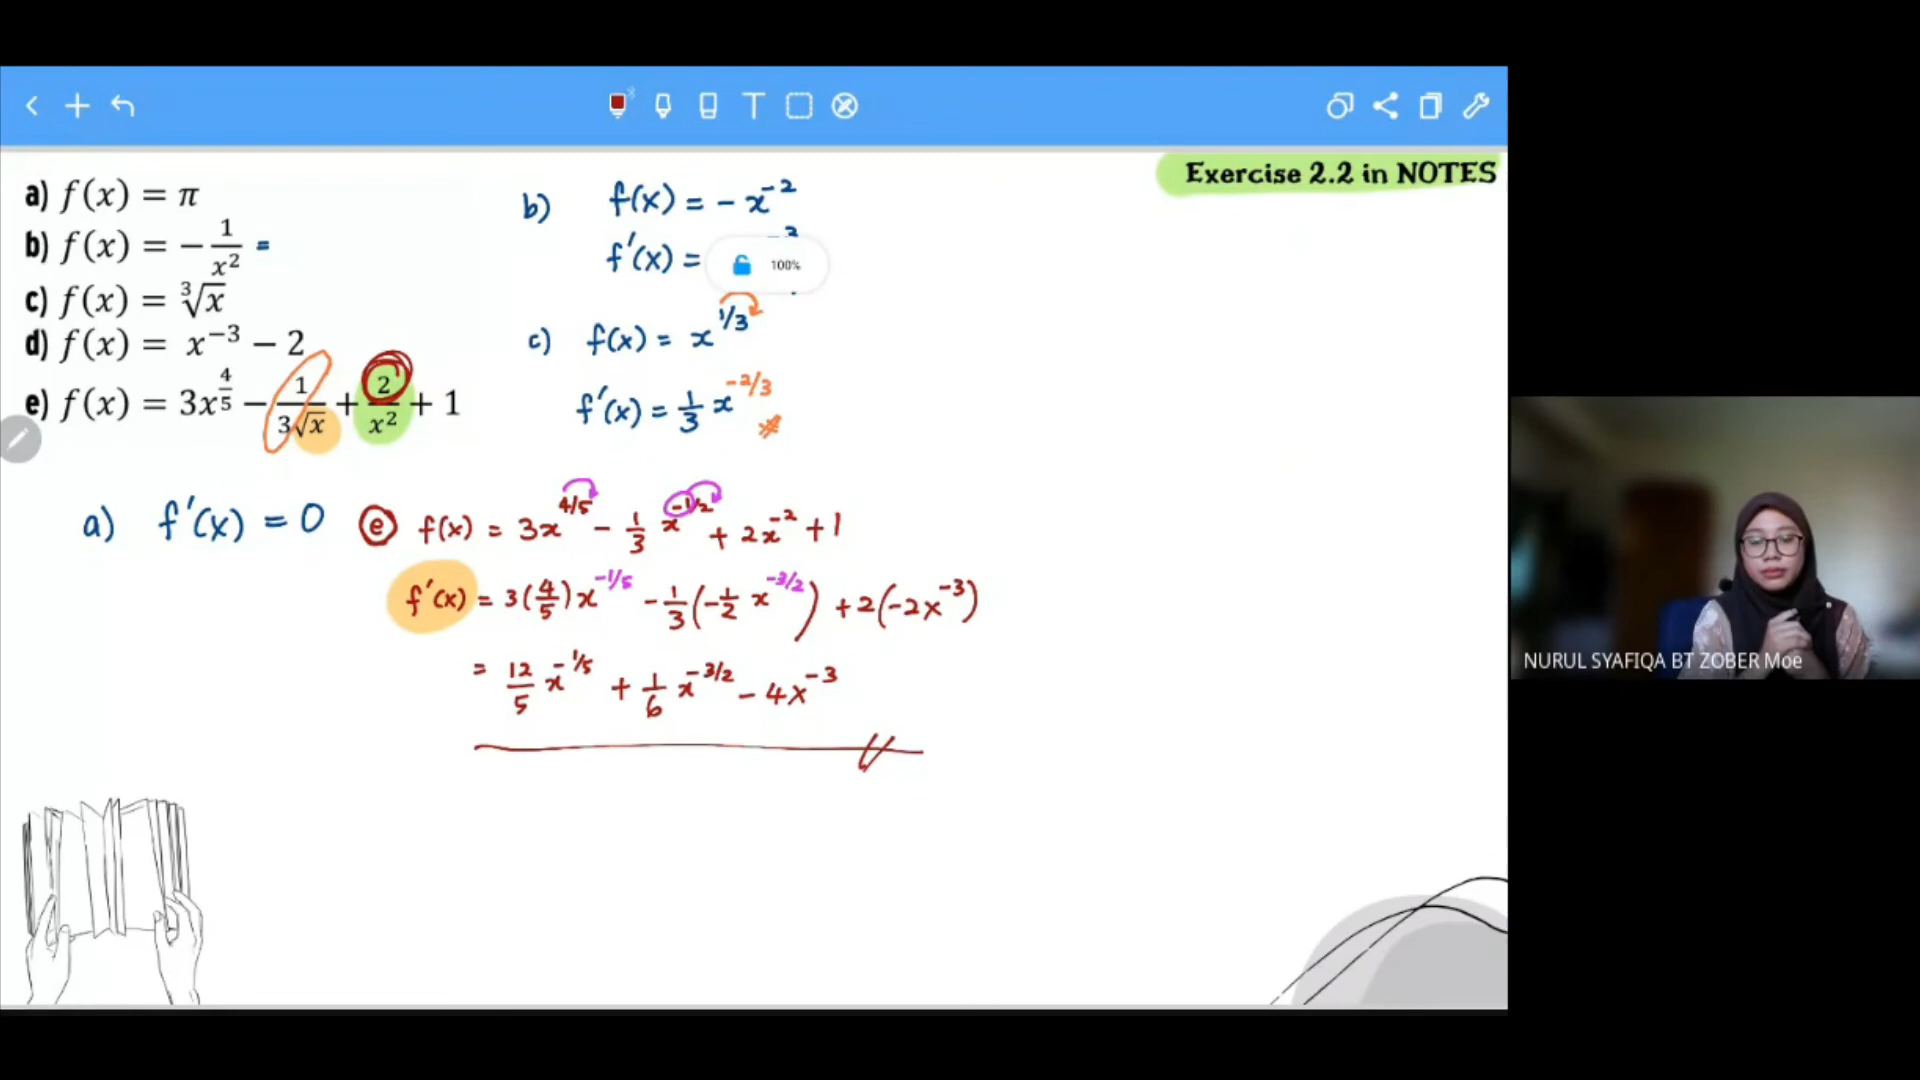 Exercise 2.2 in NOTES
a) f(x) = π
b) f(x) = -1/x² =
c) f(x) = ∛x
d) f(x) = x⁻³ - 2
e) f(x) = 3x^(4/5) - 1/(3√x) + 2/x² + 1
b) f(x) = - x⁻²
f'(x) =
100%
c) f(x) = x^(1/3)
f'(x) = 1/3 x^(-2/3)
a) f'(x) = 0
e f(x) = 3x^(4/5) - 1/3 x^(-1/2) + 2x⁻² + 1
f'(x) = 3(4/5)x^(-1/5) - 1/3(-1/2 x^(-3/2)) + 2(-2x⁻³)
= 12/5 x^(-1/5) + 1/6 x^(-3/2) - 4x⁻³
NURUL SYAFIQA BT ZOBER Moe